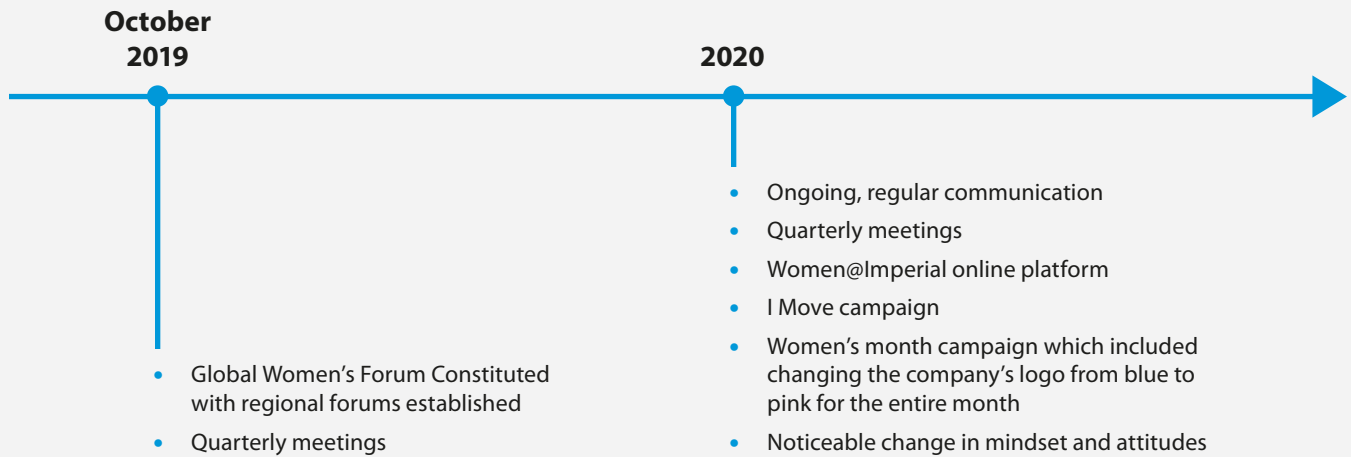 October
2019
• Global Women’s Forum Constituted
with regional forums established
• Quarterly meetings
2020
• Ongoing, regular communication
• Quarterly meetings
• Women@Imperial online platform
• I Move campaign
• Women’s month campaign which included
changing the company’s logo from blue to
pink for the entire month
• Noticeable change in mindset and attitudes